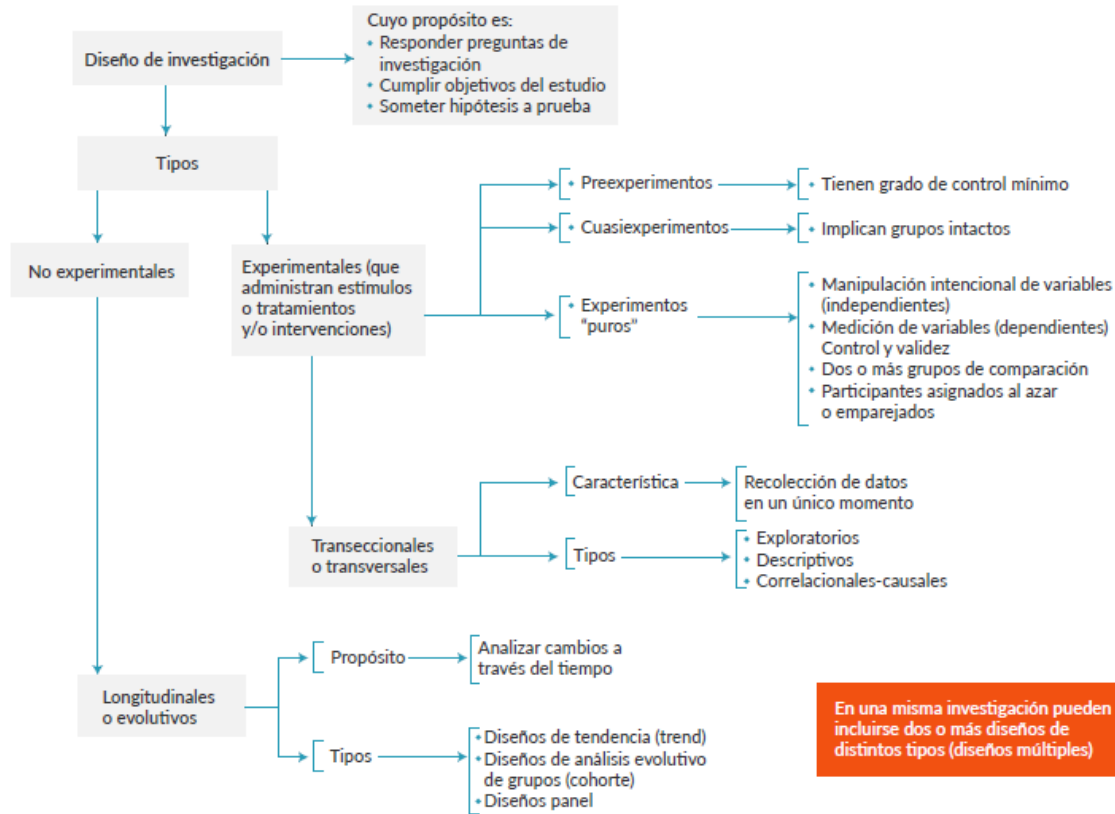 Diseño de investigación
Cuyo propósito es:
• Responder preguntas de
investigación
• Cumplir objetivos del estudio
• Someter hipótesis a prueba
Tipos
No experimentales
Experimentales (que
administran estímulos
o tratamientos
y/o intervenciones)
• Preexperimentos
• Tienen grado de control mínimo
• Cuasiexperimentos
• Implican grupos intactos
• Experimentos
“puros”
• Manipulación intencional de variables
(independientes)
• Medición de variables (dependientes)
Control y validez
• Dos o más grupos de comparación
• Participantes asignados al azar
o emparejados
Transeccionales
o transversales
Característica
Recolección de datos
en un único momento
Tipos
• Exploratorios
• Descriptivos
• Correlacionales-causales
Longitudinales
o evolutivos
Propósito
Analizar cambios a
través del tiempo
Tipos
• Diseños de tendencia (trend)
• Diseños de análisis evolutivo
de grupos (cohorte)
• Diseños panel
En una misma investigación pueden
incluirse dos o más diseños de
distintos tipos (diseños múltiples)